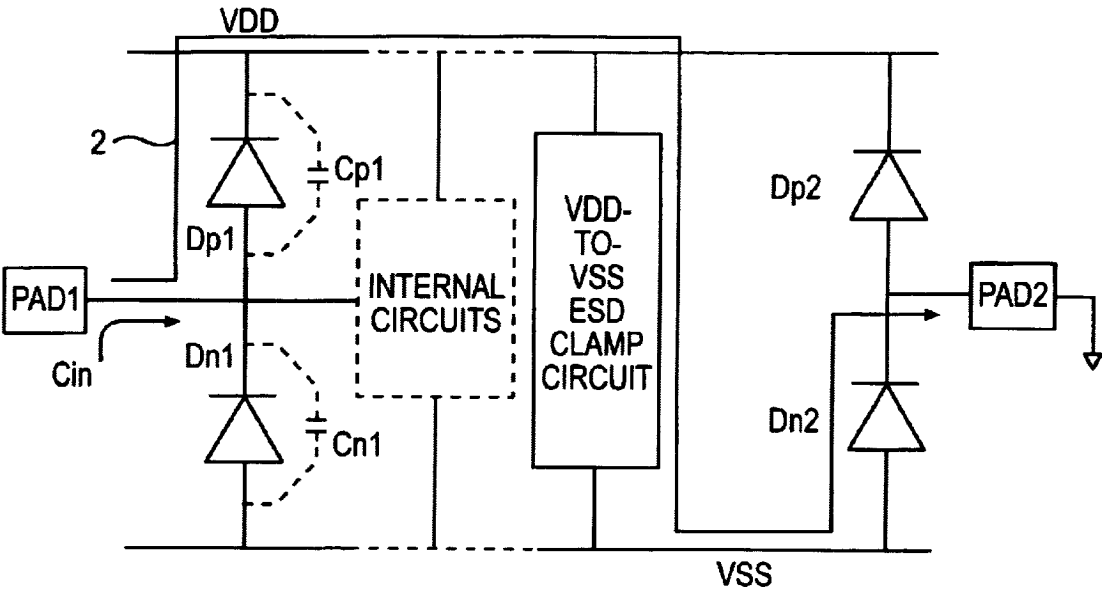 VDD
2
Cp1
Dp1
Dp2
VDD-
TO-
VSS
ESD
CLAMP
CIRCUIT
PAD1
INTERNAL
CIRCUITS
PAD2
Cin
Dn1
Cn1
Dn2
VSS